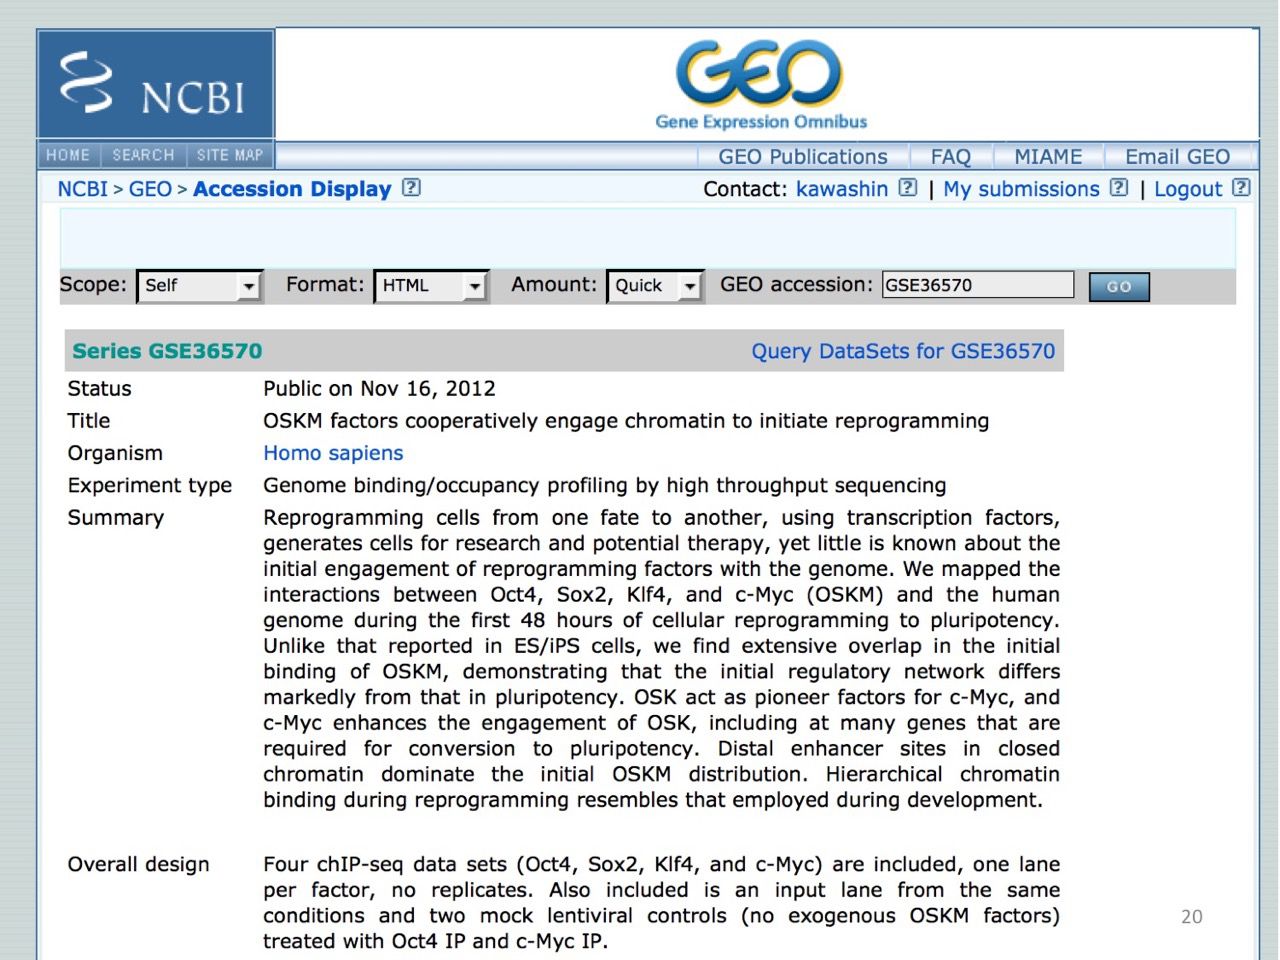 NCBI
GEO
Gene Expression Omnibus
HOME SEARCH SITE MAP
GEO Publications FAQ MIAME Email GEO
NCBI > GEO > Accession Display ? Contact: kawashin ? | My submissions ? | Logout ?
Scope: Self Format: HTML Amount: Quick GEO accession: GSE36570 GO
Series GSE36570 Query DataSets for GSE36570
Status Public on Nov 16, 2012
Title OSKM factors cooperatively engage chromatin to initiate reprogramming
Organism Homo sapiens
Experiment type Genome binding/occupancy profiling by high throughput sequencing
Summary Reprogramming cells from one fate to another, using transcription factors,
generates cells for research and potential therapy, yet little is known about the
initial engagement of reprogramming factors with the genome. We mapped the
interactions between Oct4, Sox2, Klf4, and c-Myc (OSKM) and the human
genome during the first 48 hours of cellular reprogramming to pluripotency.
Unlike that reported in ES/iPS cells, we find extensive overlap in the initial
binding of OSKM, demonstrating that the initial regulatory network differs
markedly from that in pluripotency. OSK act as pioneer factors for c-Myc, and
c-Myc enhances the engagement of OSK, including at many genes that are
required for conversion to pluripotency. Distal enhancer sites in closed
chromatin dominate the initial OSKM distribution. Hierarchical chromatin
binding during reprogramming resembles that employed during development.
Overall design Four chIP-seq data sets (Oct4, Sox2, Klf4, and c-Myc) are included, one lane
per factor, no replicates. Also included is an input lane from the same
conditions and two mock lentiviral controls (no exogenous OSKM factors)
treated with Oct4 IP and c-Myc IP.
20